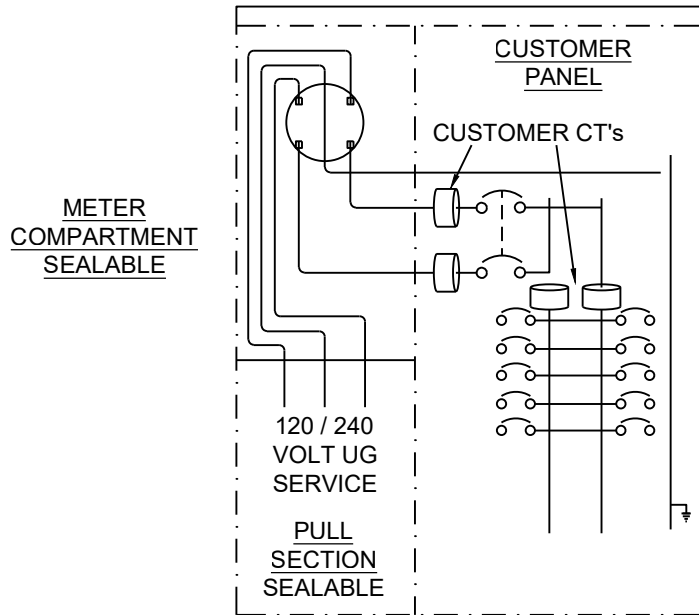 CUSTOMER
PANEL
CUSTOMER CT's
METER
COMPARTMENT
SEALABLE
120 / 240
VOLT UG
SERVICE
PULL
SECTION
SEALABLE